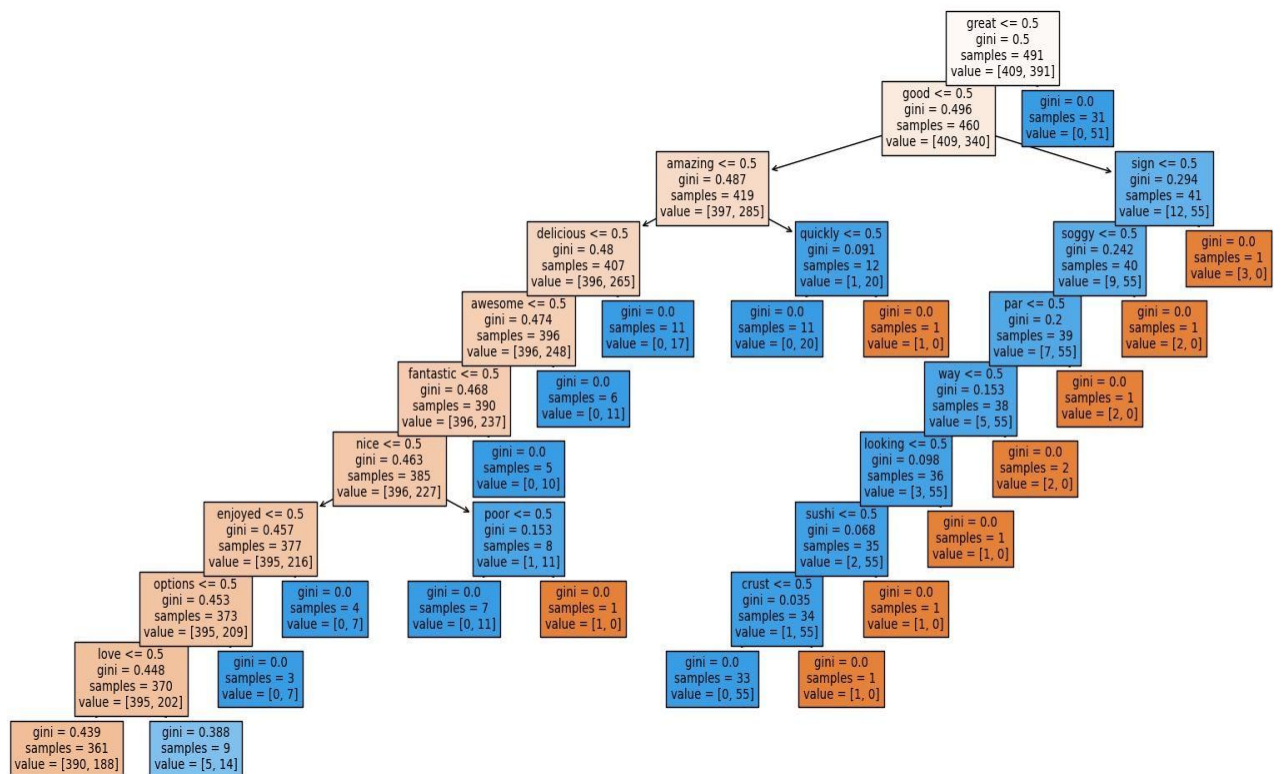 great <= 0.5
gini = 0.5
samples = 491
value = [409, 391]
good <= 0.5
gini = 0.496
samples = 460
value = [409, 340]
gini = 0.0
samples = 31
value = [0, 51]
amazing <= 0.5
gini = 0.487
samples = 419
value = [397, 285]
sign <= 0.5
gini = 0.294
samples = 41
value = [12, 55]
delicious <= 0.5
gini = 0.48
samples = 407
value = [396, 265]
quickly <= 0.5
gini = 0.091
samples = 12
value = [1, 20]
soggy <= 0.5
gini = 0.242
samples = 40
value = [9, 55]
gini = 0.0
samples = 1
value = [3, 0]
awesome <= 0.5
gini = 0.474
samples = 396
value = [396, 248]
gini = 0.0
samples = 11
value = [0, 17]
gini = 0.0
samples = 11
value = [0, 20]
gini = 0.0
samples = 1
value = [1, 0]
par <= 0.5
gini = 0.2
samples = 39
value = [7, 55]
gini = 0.0
samples = 1
value = [2, 0]
fantastic <= 0.5
gini = 0.468
samples = 390
value = [396, 237]
gini = 0.0
samples = 6
value = [0, 11]
way <= 0.5
gini = 0.153
samples = 38
value = [5, 55]
gini = 0.0
samples = 1
value = [2, 0]
nice <= 0.5
gini = 0.463
samples = 385
value = [396, 227]
gini = 0.0
samples = 5
value = [0, 10]
looking <= 0.5
gini = 0.098
samples = 36
value = [3, 55]
gini = 0.0
samples = 2
value = [2, 0]
enjoyed <= 0.5
gini = 0.457
samples = 377
value = [395, 216]
poor <= 0.5
gini = 0.153
samples = 8
value = [1, 11]
sushi <= 0.5
gini = 0.068
samples = 35
value = [2, 55]
gini = 0.0
samples = 1
value = [1, 0]
options <= 0.5
gini = 0.453
samples = 373
value = [395, 209]
gini = 0.0
samples = 4
value = [0, 7]
gini = 0.0
samples = 7
value = [0, 11]
gini = 0.0
samples = 1
value = [1, 0]
crust <= 0.5
gini = 0.035
samples = 34
value = [1, 55]
gini = 0.0
samples = 1
value = [1, 0]
love <= 0.5
gini = 0.448
samples = 370
value = [395, 202]
gini = 0.0
samples = 3
value = [0, 7]
gini = 0.0
samples = 33
value = [0, 55]
gini = 0.0
samples = 1
value = [1, 0]
gini = 0.439
samples = 361
value = [390, 188]
gini = 0.388
samples = 9
value = [5, 14]